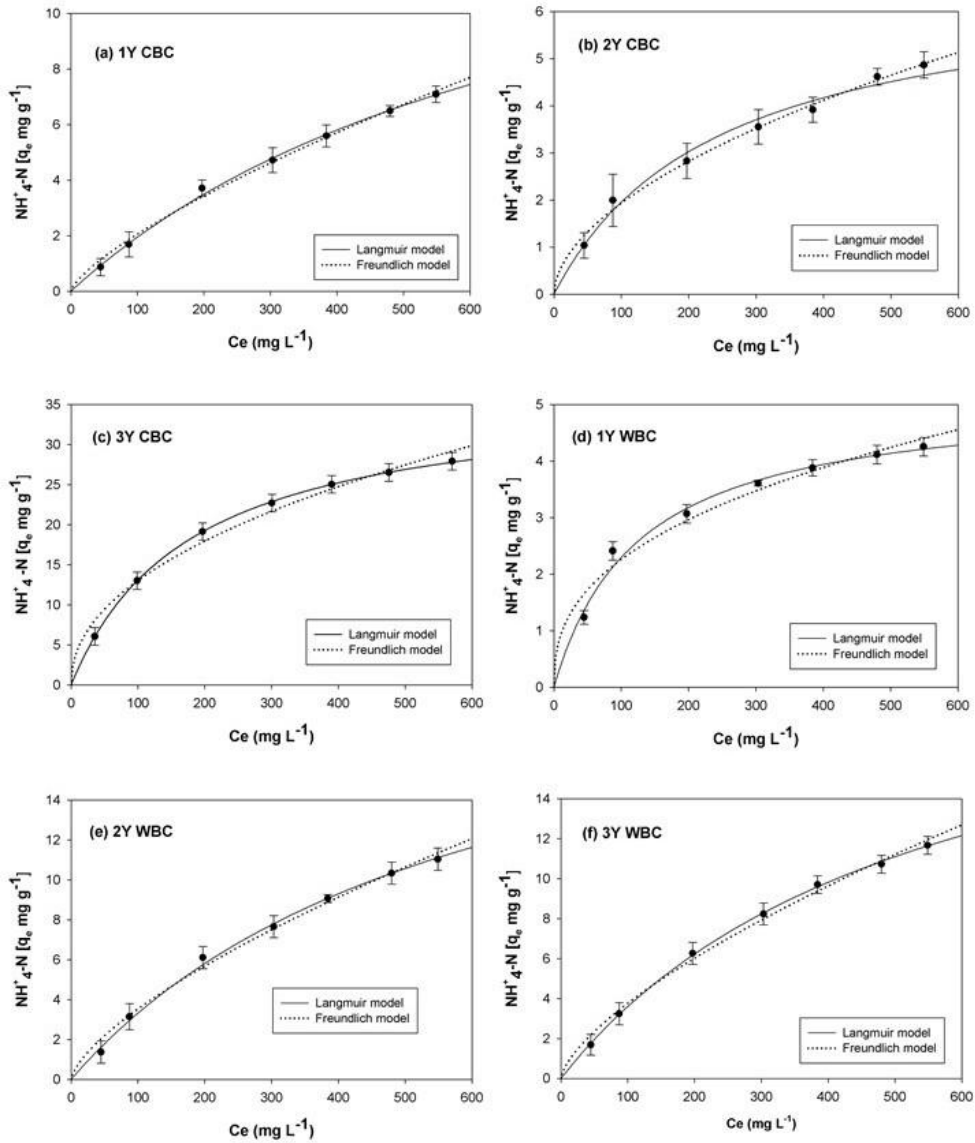 (a) 1Y CBC
NH⁺₄-N [qₑ mg g⁻¹]
10
8
6
4
2
0
Langmuir model
Freundlich model
0 100 200 300 400 500 600
Ce (mg L⁻¹)
(b) 2Y CBC
NH⁺₄-N [qₑ mg g⁻¹]
6
5
4
3
2
1
0
Langmuir model
Freundlich model
0 100 200 300 400 500 600
Ce (mg L⁻¹)
(c) 3Y CBC
NH⁺₄-N [qₑ mg g⁻¹]
35
30
25
20
15
10
5
0
Langmuir model
Freundlich model
0 100 200 300 400 500 600
Ce (mg L⁻¹)
(d) 1Y WBC
NH⁺₄-N [qₑ mg g⁻¹]
5
4
3
2
1
0
Langmuir model
Freundlich model
0 100 200 300 400 500 600
Ce (mg L⁻¹)
(e) 2Y WBC
NH⁺₄-N [qₑ mg g⁻¹]
14
12
10
8
6
4
2
0
Langmuir model
Freundlich model
0 100 200 300 400 500 600
Ce (mg L⁻¹)
(f) 3Y WBC
NH⁺₄-N [qₑ mg g⁻¹]
14
12
10
8
6
4
2
0
Langmuir model
Freundlich model
0 100 200 300 400 500 600
Ce (mg L⁻¹)